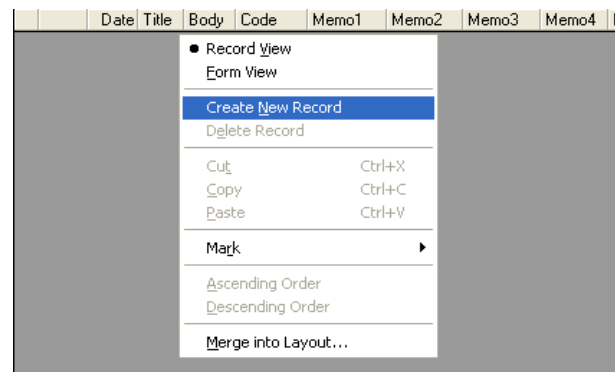 Date Title Body Code Memo1 Memo2 Memo3 Memo4
Record View
Form View
Create New Record
Delete Record
Cut Ctrl+X
Copy Ctrl+C
Paste Ctrl+V
Mark
Ascending Order
Descending Order
Merge into Layout...